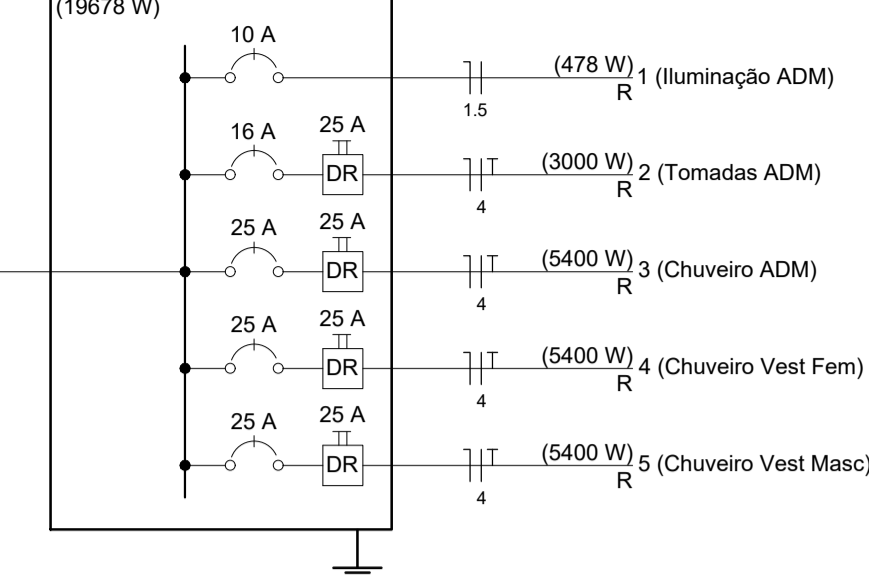 (19678 W)
10 A
(478 W) 1 (Iluminação ADM)
R
1.5
16 A
25 A
DR
(3000 W) 2 (Tomadas ADM)
R
4
25 A
25 A
DR
(5400 W) 3 (Chuveiro ADM)
R
4
25 A
25 A
DR
(5400 W) 4 (Chuveiro Vest Fem)
R
4
25 A
25 A
DR
(5400 W) 5 (Chuveiro Vest Masc)
R
4